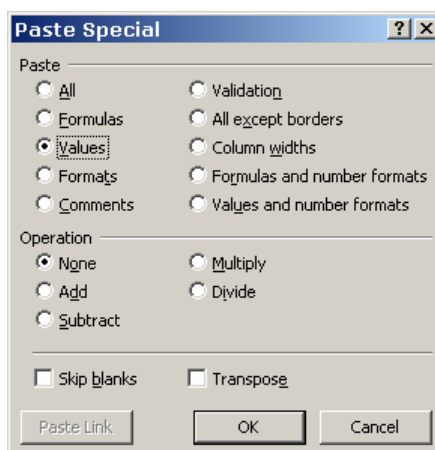 Paste Special
Paste
All
Validation
Formulas
All except borders
Values
Column widths
Formats
Formulas and number formats
Comments
Values and number formats
Operation
None
Multiply
Add
Divide
Subtract
Skip blanks
Transpose
Paste Link
OK
Cancel